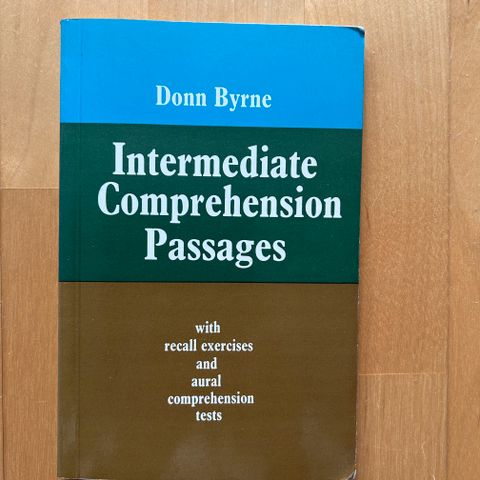 Donn Byrne
Intermediate
Comprehension
Passages
with
recall exercises
and
aural
comprehension
tests